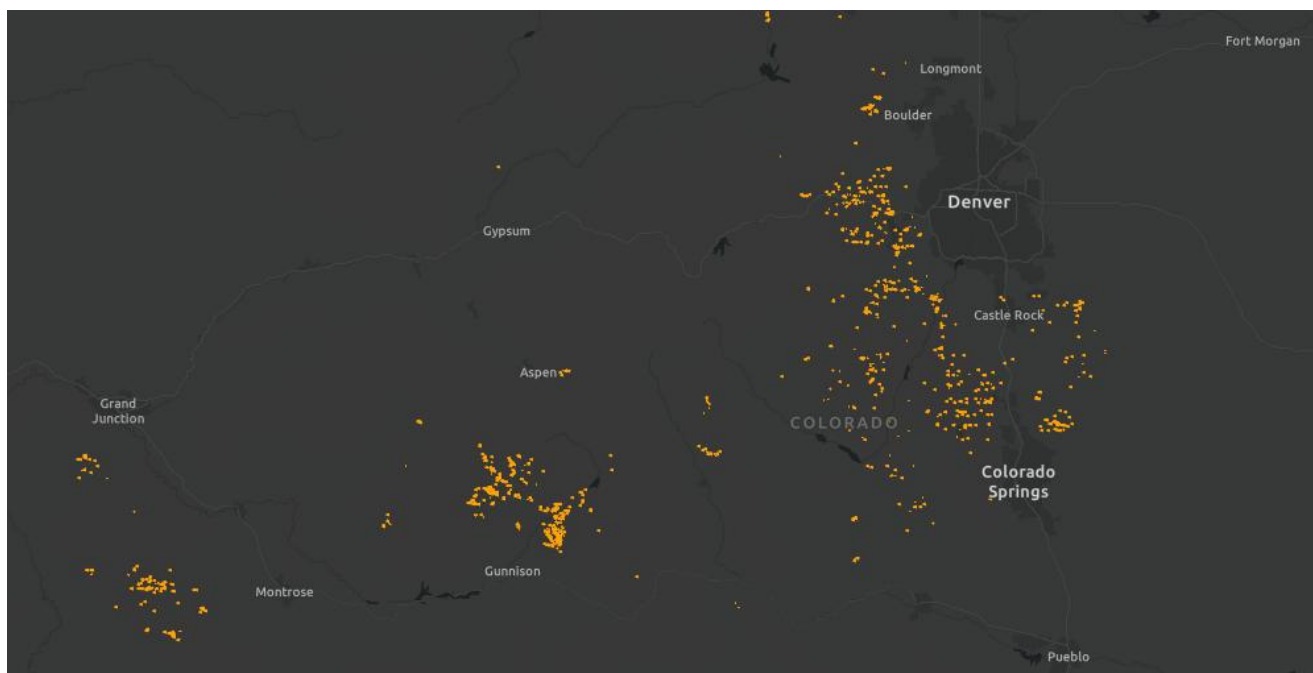 Fort Morgan
Longmont
Boulder
Denver
Gypsum
Castle Rock
Aspen
Grand
Junction
COLORADO
Colorado
Springs
Gunnison
Montrose
Pueblo